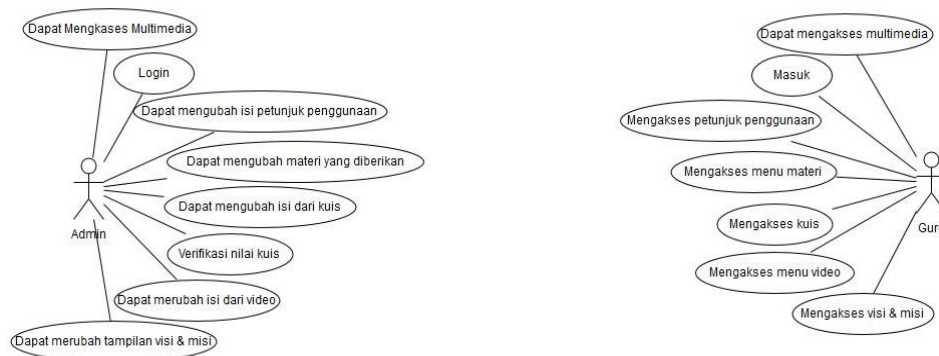 Dapat Mengkases Multimedia
Login
Dapat mengubah isi petunjuk penggunaan
Dapat mengubah materi yang diberikan
Dapat mengubah isi dari kuis
Admin
Verifikasi nilai kuis
Dapat merubah isi dari video
Dapat merubah tampilan visi & misi
Dapat mengakses multimedia
Masuk
Mengakses petunjuk penggunaan
Mengakses menu materi
Mengakses kuis
Guru
Mengakses menu video
Mengakses visi & misi